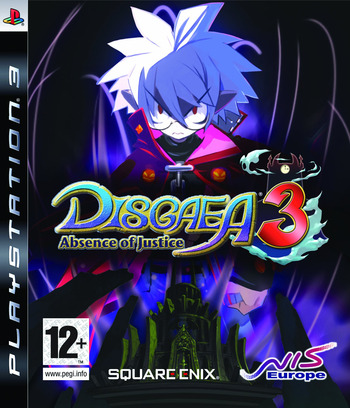 PLAYSTATION 3
DISGAEA 3
Absence of Justice
12+
www.pegi.info
SQUARE ENIX
NIS
Europe